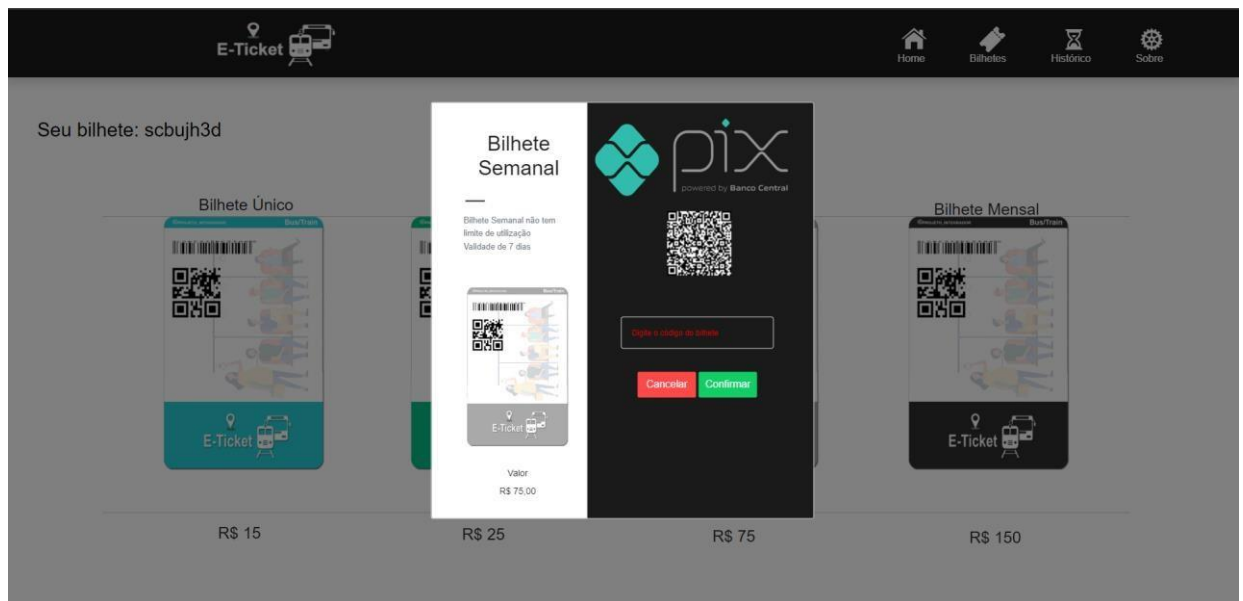 E-Ticket
Home
Bilhetes
Histórico
Sobre
Seu bilhete: scbujh3d
Bilhete Único
Bus/Train
E-Ticket
R$ 15
R$ 25
Bilhete
Semanal
Bilhete Semanal não tem
limite de utilização
Validade de 7 dias
Bus/Train
E-Ticket
Valor
R$ 75,00
pix
powered by Banco Central
Digite o código do bilhete
Cancelar
Confirmar
R$ 75
Bilhete Mensal
Bus/Train
E-Ticket
R$ 150